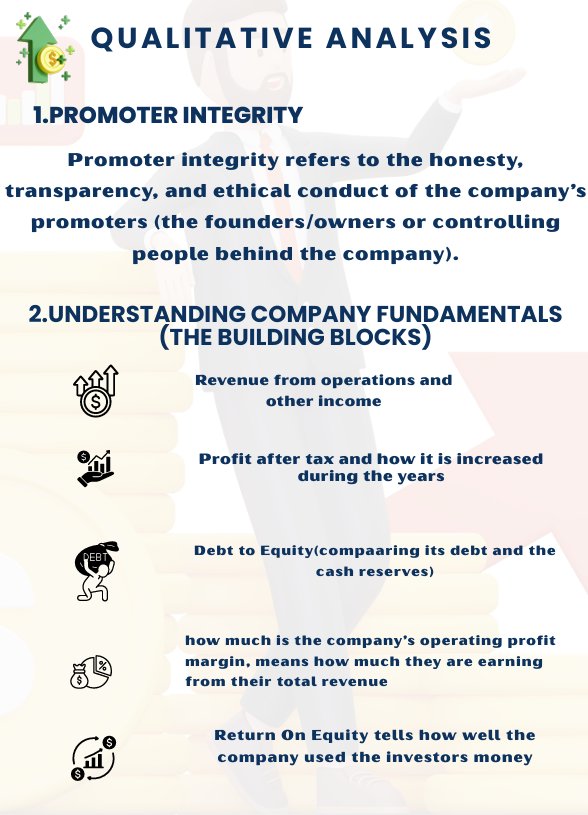 QUALITATIVE ANALYSIS
1.PROMOTER INTEGRITY
Promoter integrity refers to the honesty,
transparency, and ethical conduct of the company's
promoters (the founders/owners or controlling
people behind the company).
2.UNDERSTANDING COMPANY FUNDAMENTALS
(THE BUILDING BLOCKS)
Revenue from operations and
other income
Profit after tax and how it is increased
during the years
DEBT
Debt to Equity(compaaring its debt and the
cash reserves)
how much is the company's operating profit
margin, means how much they are earning
from their total revenue
Return On Equity tells how well the
company used the investors money